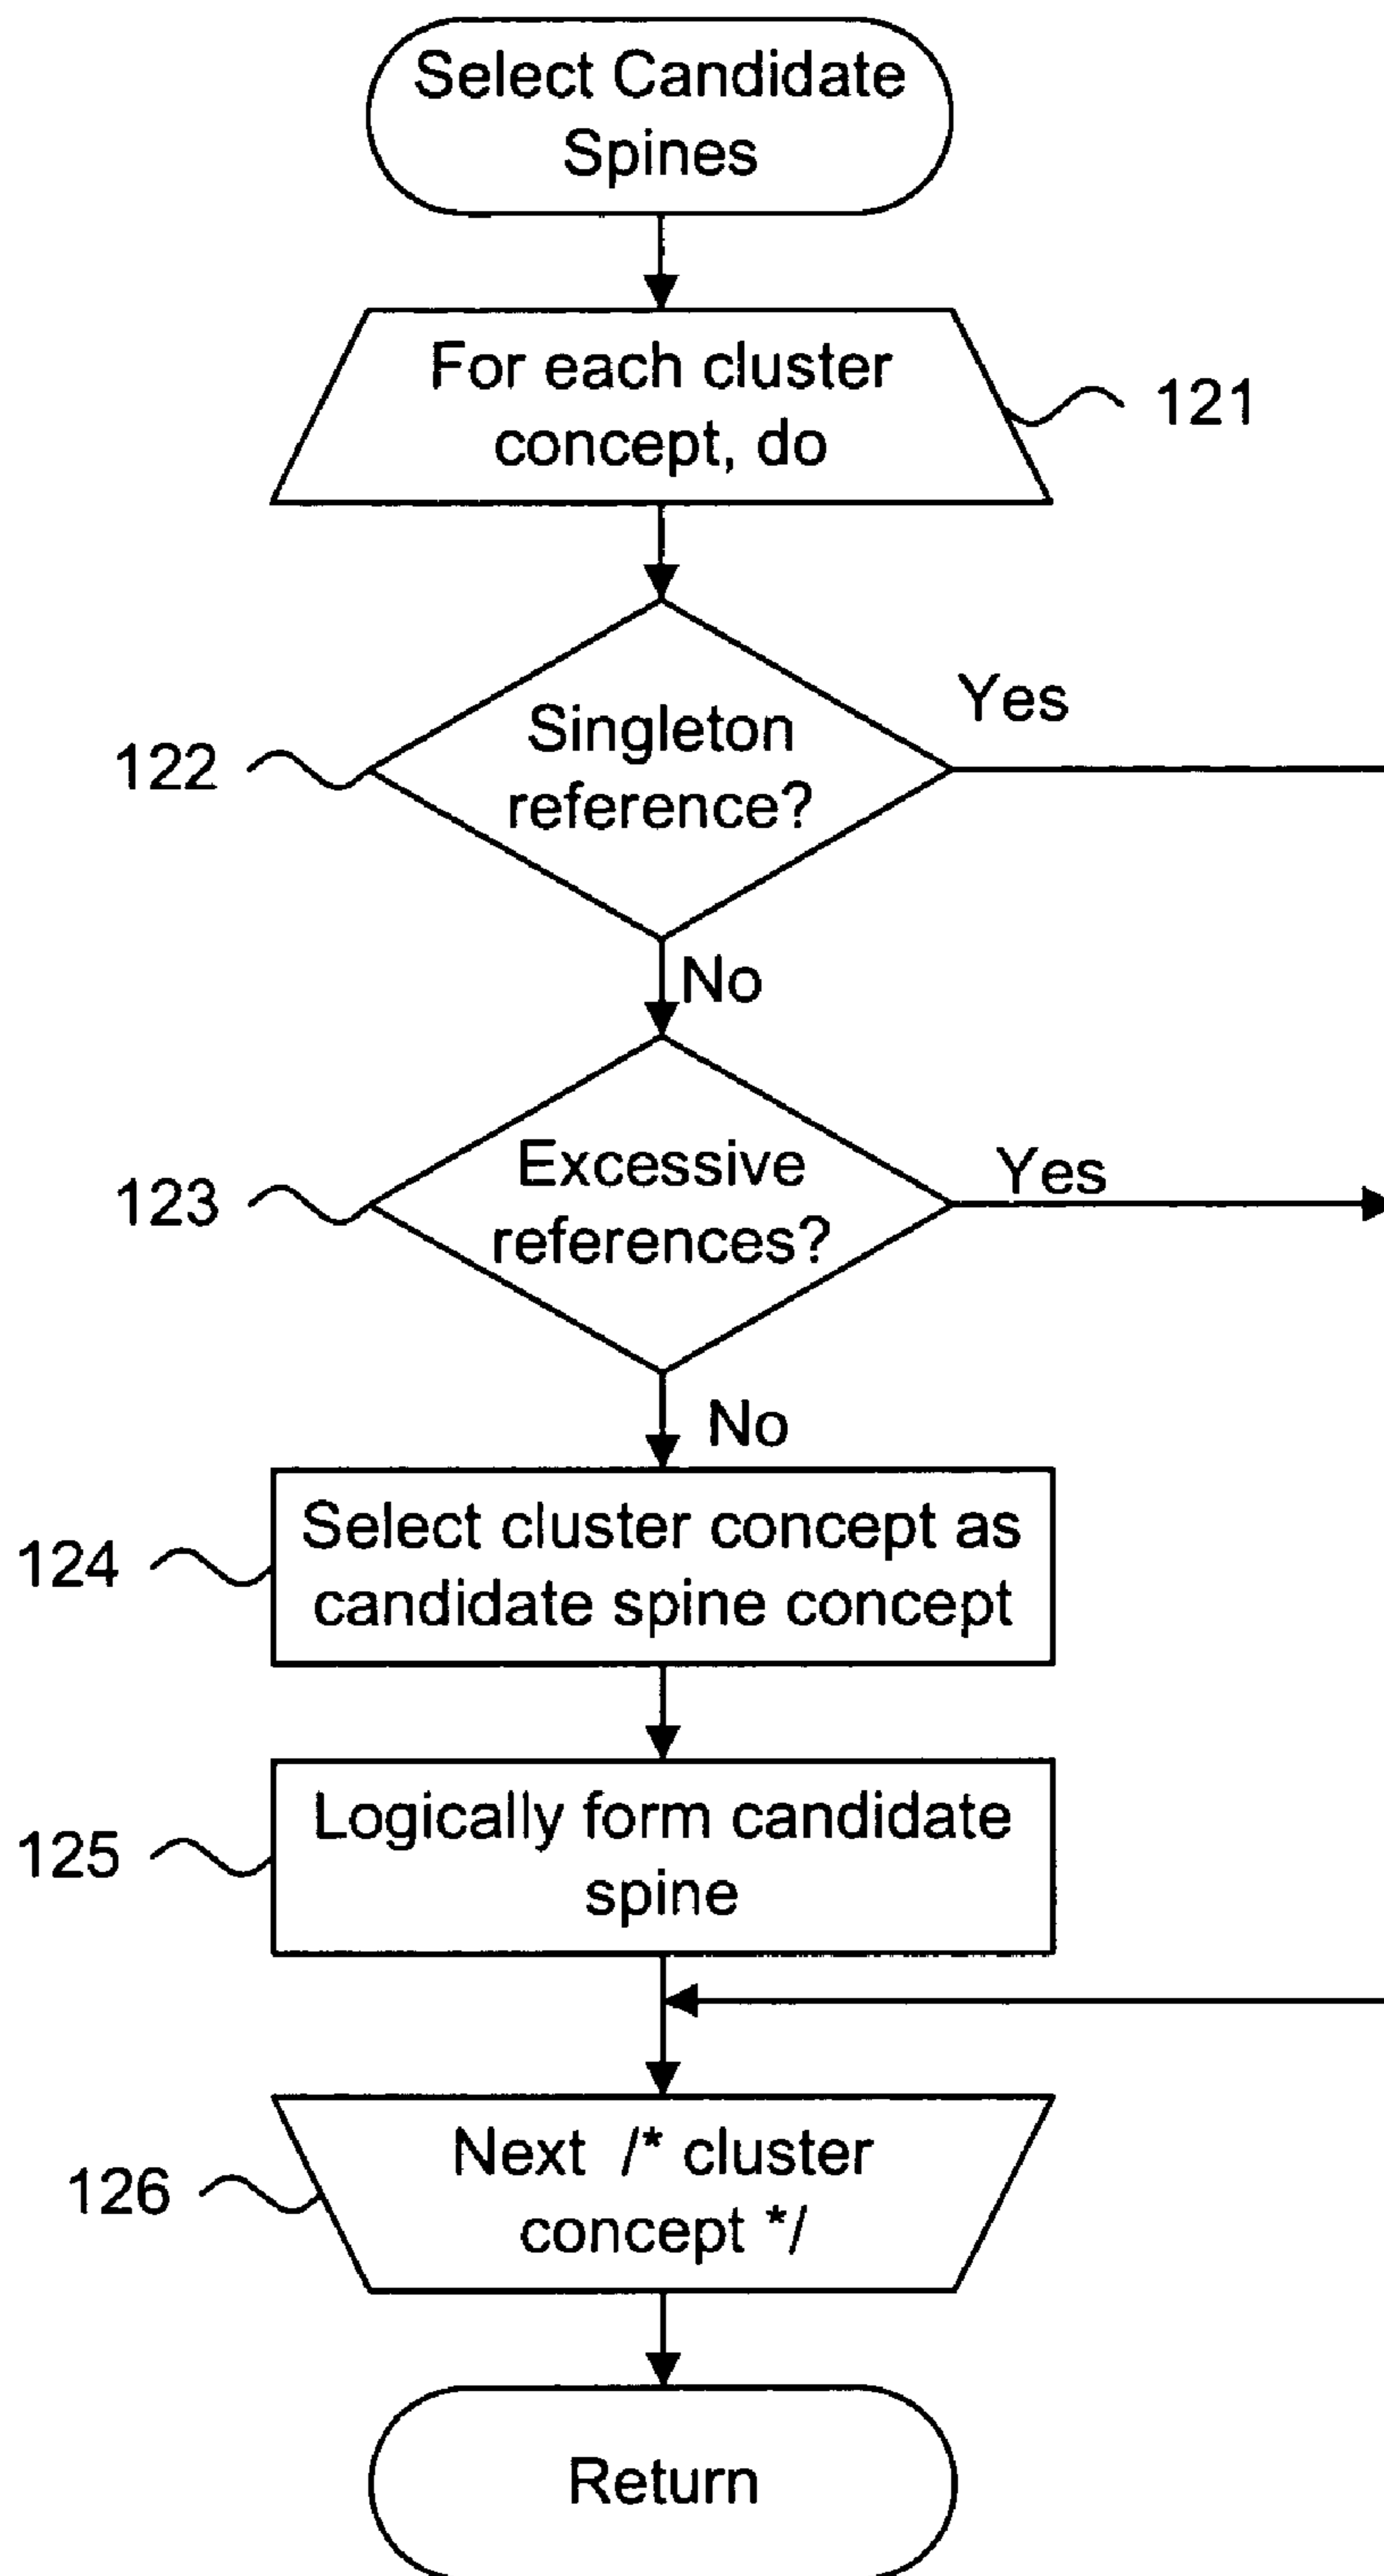 Select Candidate
Spines
For each cluster
concept, do
121
Singleton
reference?
122
Yes
No
Excessive
references?
123
Yes
No
Select cluster concept as
candidate spine concept
124
Logically form candidate
spine
125
Next /* cluster
concept */
126
Return